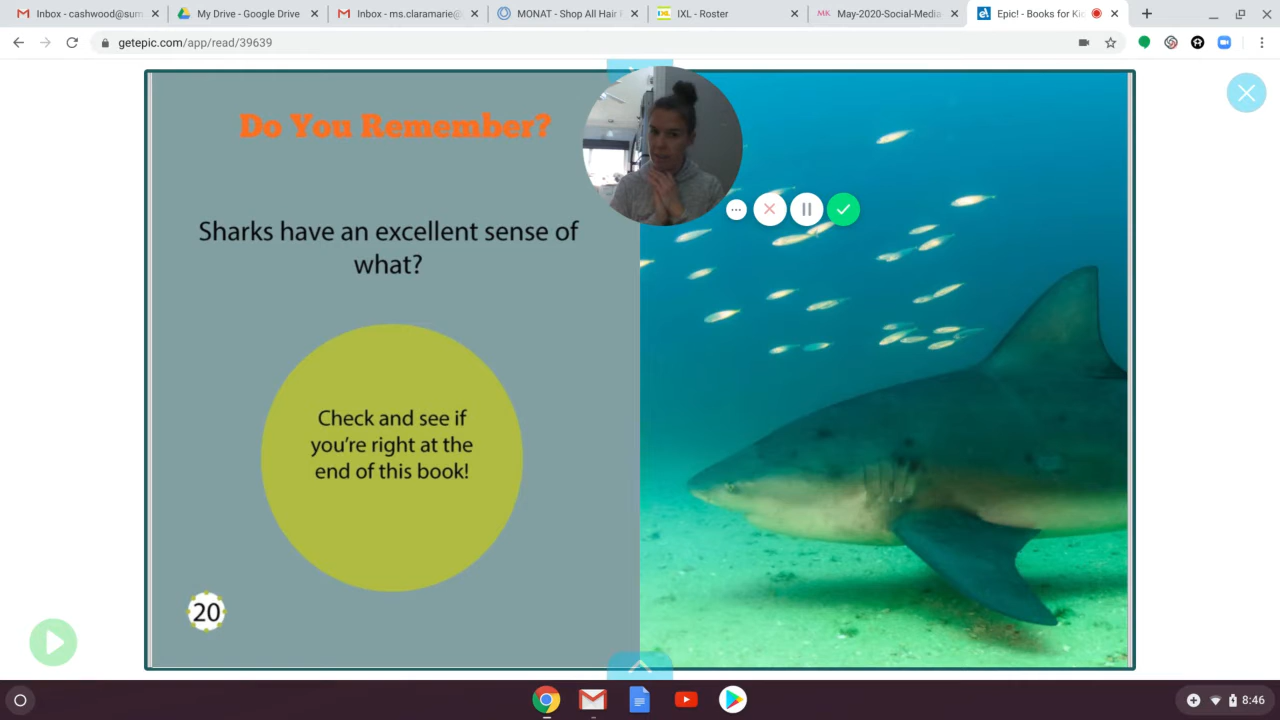 Inbox - cashwood@sum
My Drive - Google Drive
Inbox - mr.claramarie@
MONAT - Shop All Hair
IXL - Roster
May-2020-Social-Media
Epic! - Books for Kid
getepic.com/app/read/39639
Do You Remember?
Sharks have an excellent sense of
what?
Check and see if
you're right at the
end of this book!
20
8:46